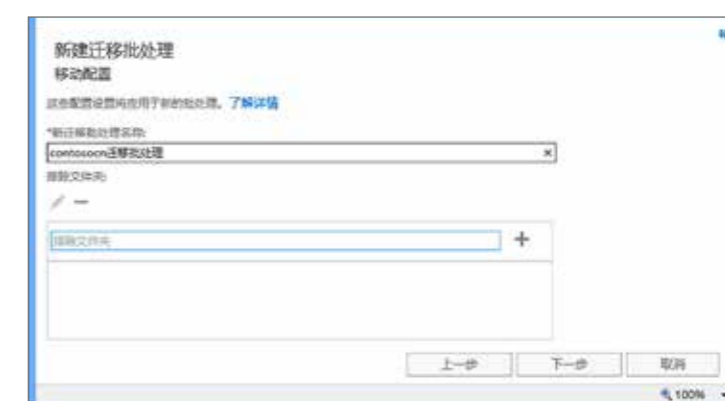 新建迁移批处理
移动配置
这些配置设置将应用于新的批处理。了解详情
*新迁移批处理名称:
contosocn迁移批处理
排除文件夹:
排除文件夹
上一步 下一步 取消
100%